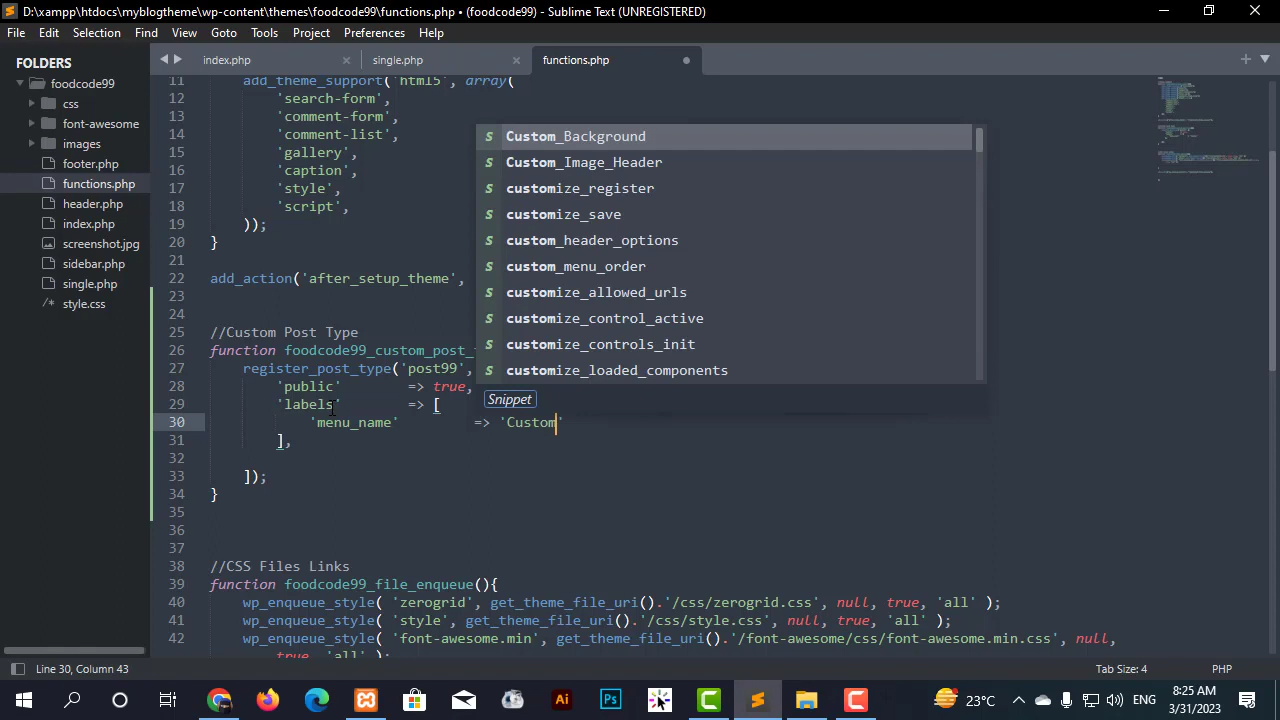 D:\xampp\htdocs\myblogtheme\wp-content\themes\foodcode99\functions.php • (foodcode99) - Sublime Text (UNREGISTERED)
File Edit Selection Find View Goto Tools Project Preferences Help
FOLDERS
foodcode99
css
font-awesome
images
footer.php
functions.php
header.php
index.php
screenshot.jpg
sidebar.php
single.php
style.css
index.php single.php functions.php
11 add_theme_support('html5', array(
12 'search-form',
13 'comment-form',
14 'comment-list',
15 'gallery',
16 'caption',
17 'style',
18 'script',
19 ));
20 }
21
22 add_action('after_setup_theme',
23
24
25 //Custom Post Type
26 function foodcode99_custom_post_
27 register_post_type('post99',
28 'public' => true,
29 'labels' => [
30 'menu_name' => 'Custom'
31 ],
32
33 ]);
34 }
35
36
37
38 //CSS Files Links
39 function foodcode99_file_enqueue(){
40 wp_enqueue_style( 'zerogrid', get_theme_file_uri().'/css/zerogrid.css', null, true, 'all' );
41 wp_enqueue_style( 'style', get_theme_file_uri().'/css/style.css', null, true, 'all' );
42 wp_enqueue_style( 'font-awesome.min', get_theme_file_uri().'/font-awesome/css/font-awesome.min.css', null,
true, 'all' );
s Custom_Background
s Custom_Image_Header
s customize_register
s customize_save
s custom_header_options
s custom_menu_order
s customize_allowed_urls
s customize_control_active
s customize_controls_init
s customize_loaded_components
Snippet
Line 30, Column 43 Tab Size: 4 PHP
Ai Ps 23°C ENG 8:25 AM
3/31/2023